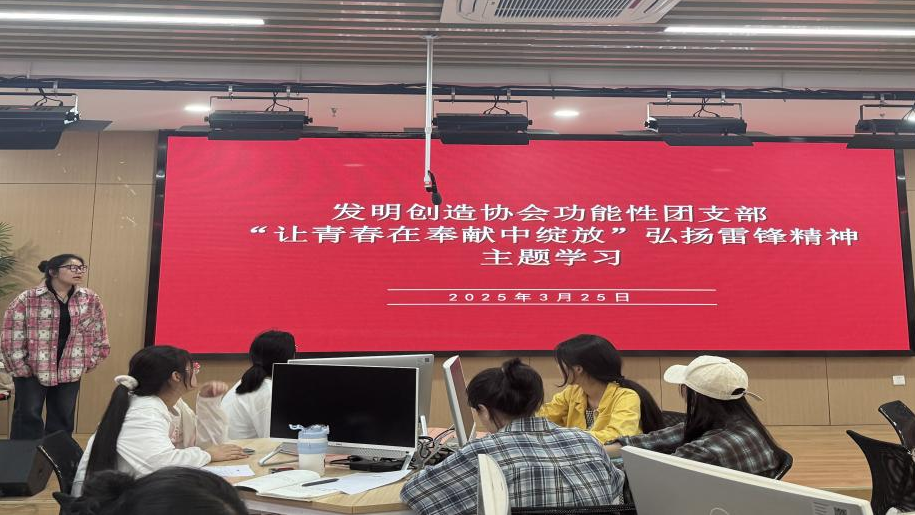 发明创造协会功能性团支部
“让青春在奉献中绽放”弘扬雷锋精神
主题学习
2025年3月25日